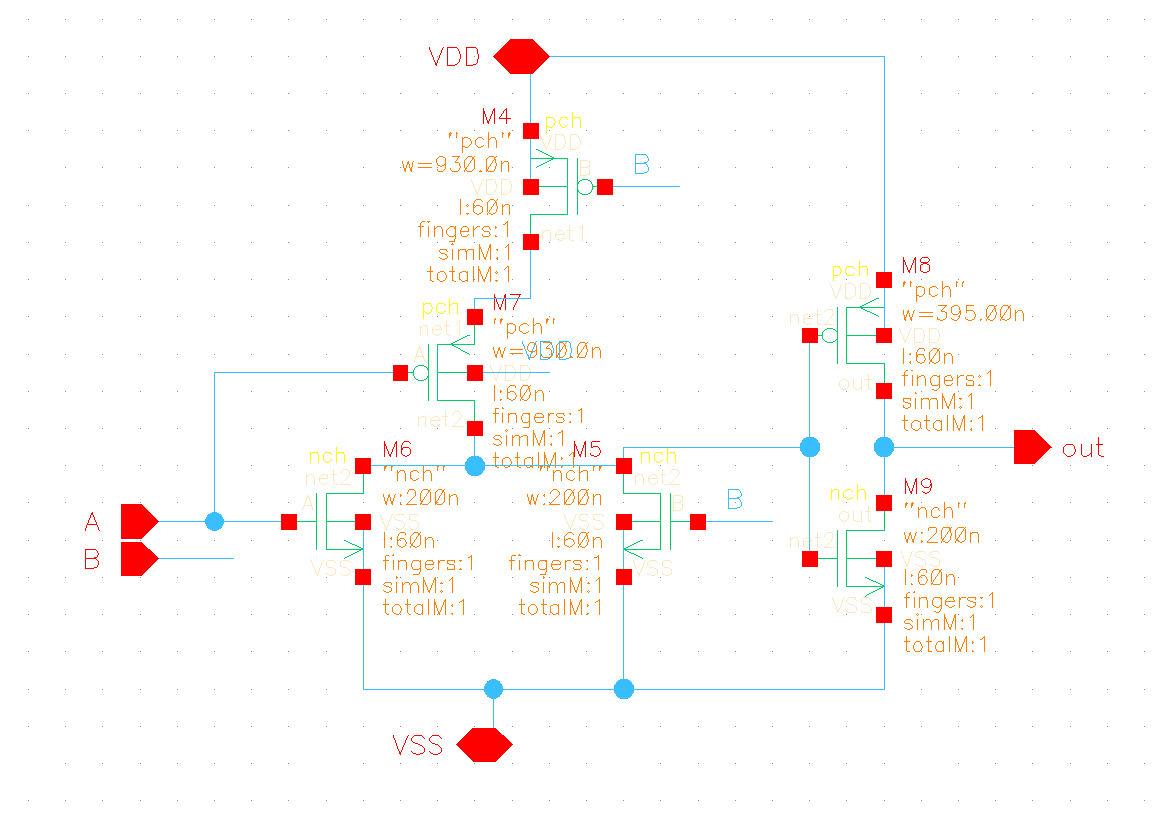 VDD
M4
pch
"pch"
VDD
w=930.0n
B
B
VDD
l:60n
fingers:1
net1
simM:1
totalM:1
M7
pch
"pch"
net1
w=930.0n
VDD
A
VDD
l:60n
fingers:1
net2
simM:1
totalM:1
M8
pch
"pch"
VDD
w=395.00n
net2
VDD
l:60n
out
fingers:1
simM:1
totalM:1
out
M6
nch
"nch"
net2
w:200n
A
VSS
l:60n
VSS
fingers:1
simM:1
totalM:1
M5
nch
"nch"
net2
w:200n
B
B
VSS
l:60n
VSS
fingers:1
simM:1
totalM:1
M9
nch
"nch"
out
w:200n
net2
VSS
l:60n
VSS
fingers:1
simM:1
totalM:1
A
B
VSS